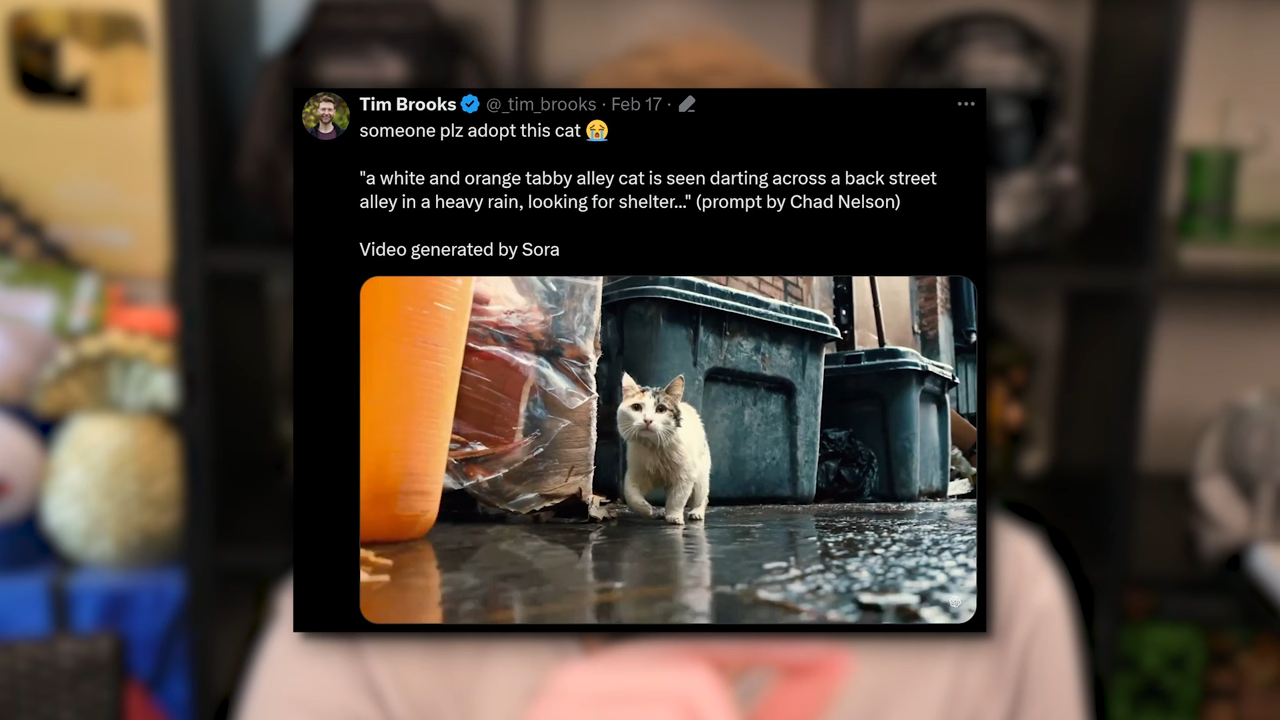 Tim Brooks @_tim_brooks · Feb 17 ·
someone plz adopt this cat 😭
"a white and orange tabby alley cat is seen darting across a back street
alley in a heavy rain, looking for shelter..." (prompt by Chad Nelson)
Video generated by Sora